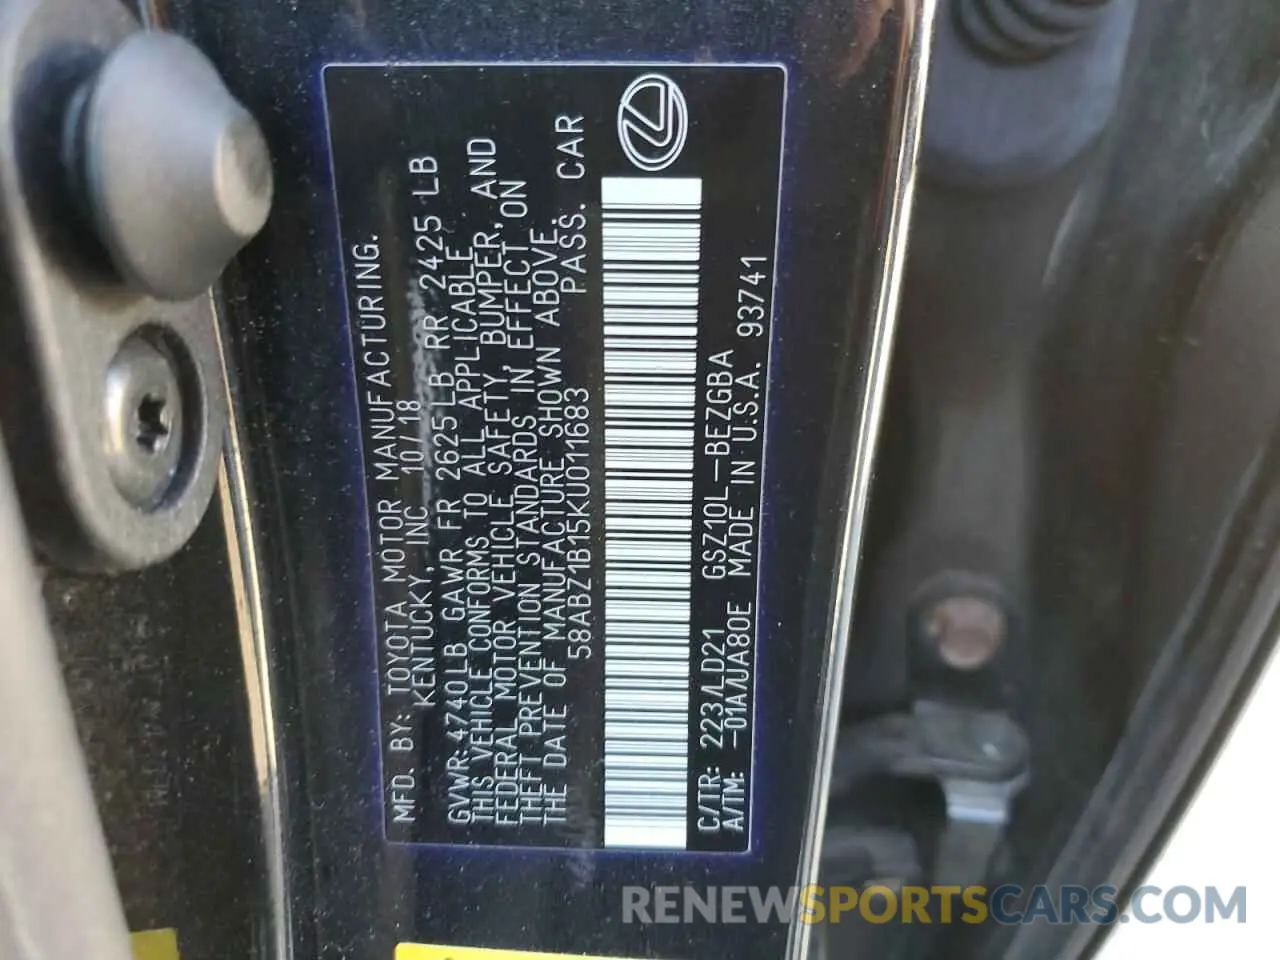 MFD. BY: TOYOTA MOTOR MANUFACTURING.
KENTUCKY, INC 10/18
GVWR: 4740LB GAWR FR 2625LB RR 2425 LB
THIS VEHICLE CONFORMS TO ALL APPLICABLE
FEDERAL MOTOR VEHICLE SAFETY, BUMPER, AND
THEFT PREVENTION STANDARDS IN EFFECT ON
THE DATE OF MANUFACTURE SHOWN ABOVE.
58ABZ1B15KU011683 PASS. CAR
C/TR: 223/LD21 GSZ10L-BEZGBA
A/TM: -01A/UA80E MADE IN U.S.A. 93741
RENEWSPORTSCARS.COM